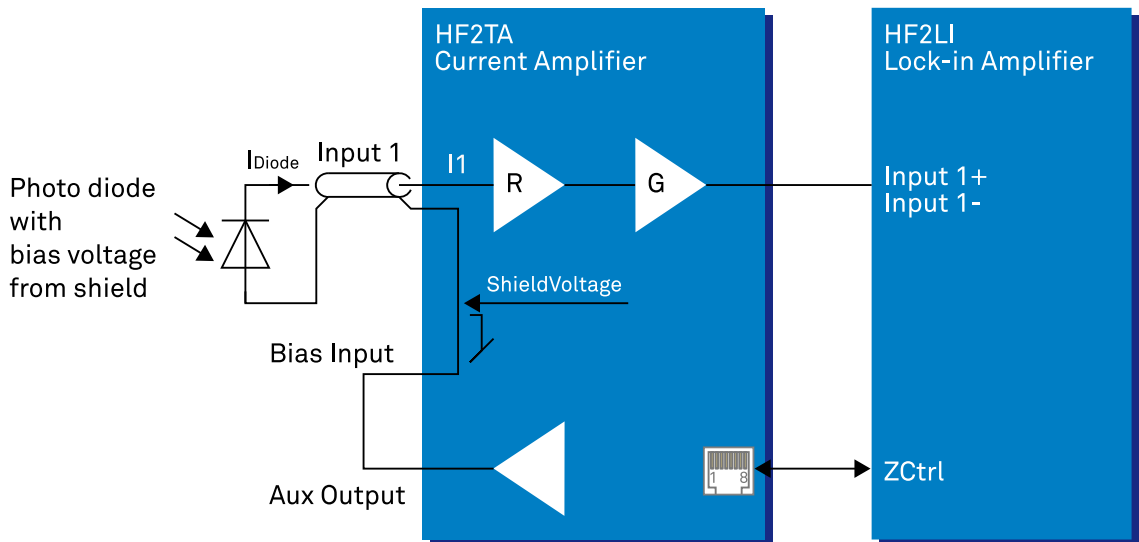 HF2TA
Current Amplifier
HF2LI
Lock-in Amplifier
Photo diode
with
bias voltage
from shield
IDiode
Input 1
I1
R
G
Input 1+
Input 1-
ShieldVoltage
Bias Input
Aux Output
1 8
ZCtrl